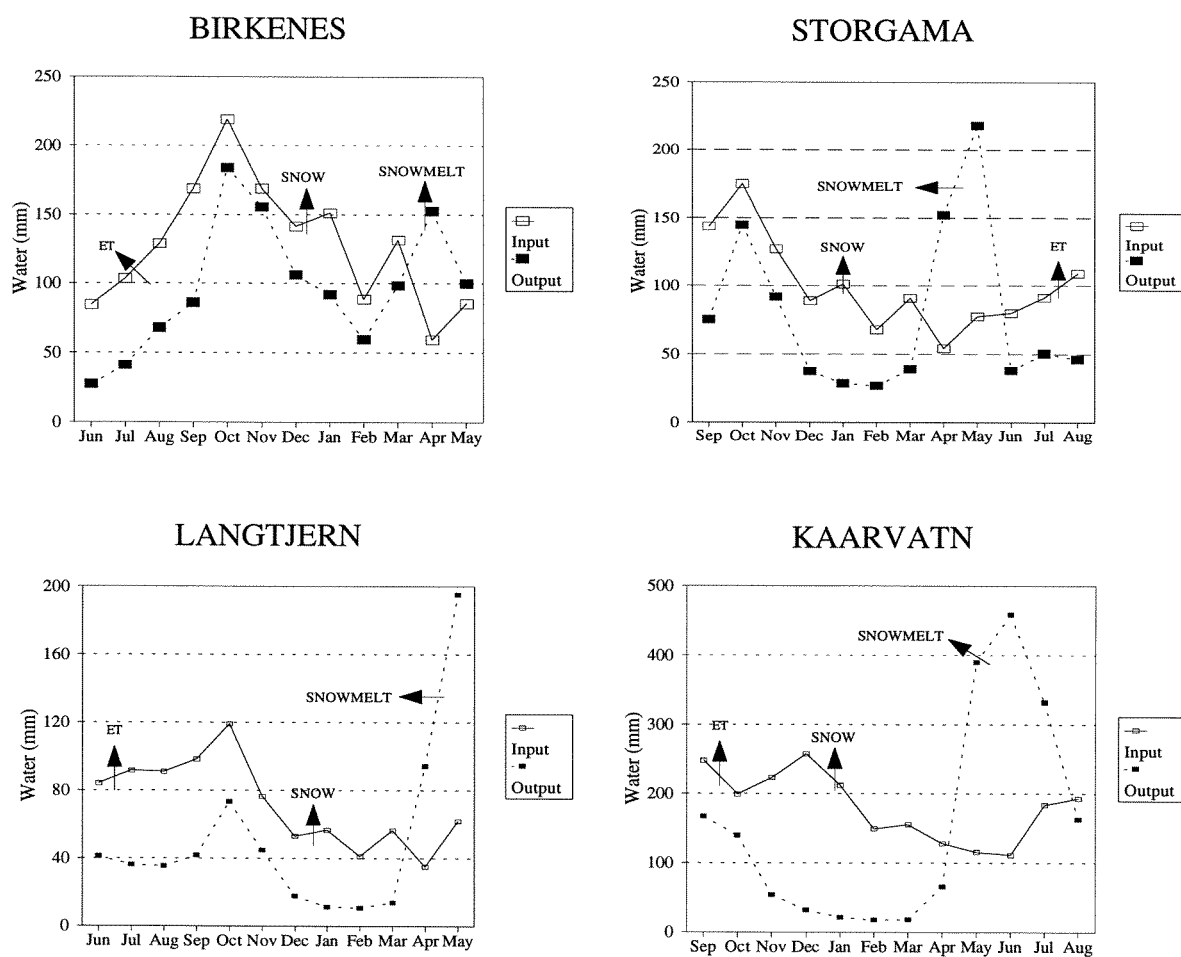 BIRKENES
250
200
150
100
50
0
Water (mm)
ET
SNOW
SNOWMELT
Jun Jul Aug Sep Oct Nov Dec Jan Feb Mar Apr May
Input
Output
STORGAMA
250
200
150
100
50
0
Water (mm)
SNOWMELT
SNOW
ET
Sep Oct Nov Dec Jan Feb Mar Apr May Jun Jul Aug
Input
Output
LANGTJERN
200
160
120
80
40
0
Water (mm)
SNOWMELT
ET
SNOW
Jun Jul Aug Sep Oct Nov Dec Jan Feb Mar Apr May
Input
Output
KAARVATN
500
400
300
200
100
0
Water (mm)
SNOWMELT
ET
SNOW
Sep Oct Nov Dec Jan Feb Mar Apr May Jun Jul Aug
Input
Output